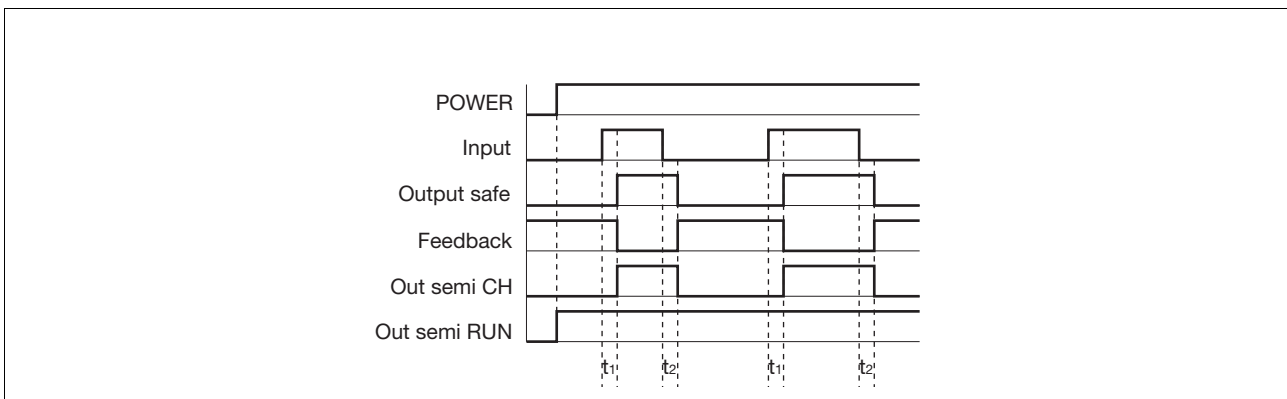 POWER
Input
Output safe
Feedback
Out semi CH
Out semi RUN
t1 t2 t1 t2